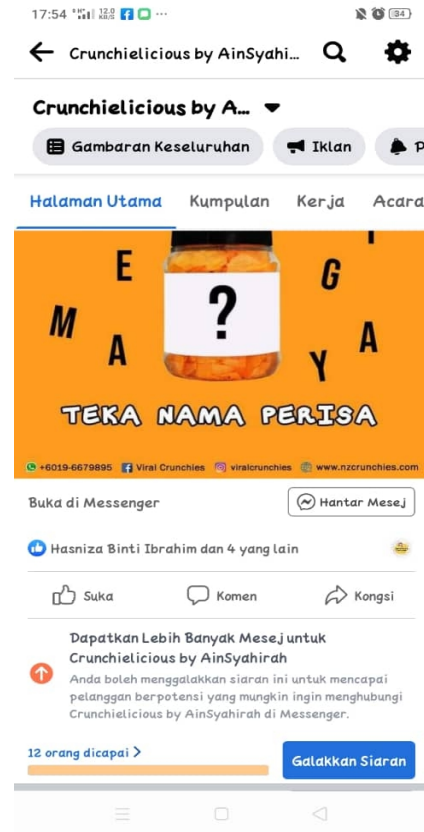 17:54 12.0 KB/S ... 34
Crunchielicious by AinSyahi...
Crunchielicious by A...
Gambaran Keseluruhan Iklan P
Halaman Utama Kumpulan Kerja Acara
E G
M A
A Y
?
TEKA NAMA PERISA
+6019-6679895 Viral Crunchies viralcrunchies www.nzcrunchies.com
Buka di Messenger Hantar Mesej
Hasniza Binti Ibrahim dan 4 yang lain
Suka Komen Kongsi
Dapatkan Lebih Banyak Mesej untuk
Crunchielicious by AinSyahirah
Anda boleh menggalakkan siaran ini untuk mencapai
pelanggan berpotensi yang mungkin ingin menghubungi
Crunchielicious by AinSyahirah di Messenger.
12 orang dicapai
Galakkan Siaran